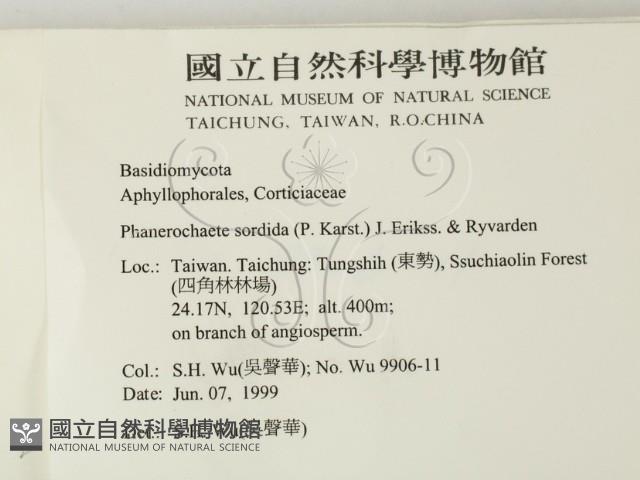 國立自然科學博物館
NATIONAL MUSEUM OF NATURAL SCIENCE
TAICHUNG, TAIWAN, R.O.CHINA
Basidiomycota
Aphyllophorales, Corticiaceae
Phanerochaete sordida (P. Karst.) J. Erikss. & Ryvarden
Loc.: Taiwan. Taichung: Tungshih (東勢), Ssuchiaolin Forest
(四角林林場)
24.17N, 120.53E; alt. 400m;
on branch of angiosperm.
Col.: S.H. Wu(吳聲華); No. Wu 9906-11
Date: Jun. 07, 1999
吳聲華)
國立自然科學博物館
NATIONAL MUSEUM OF NATURAL SCIENCE